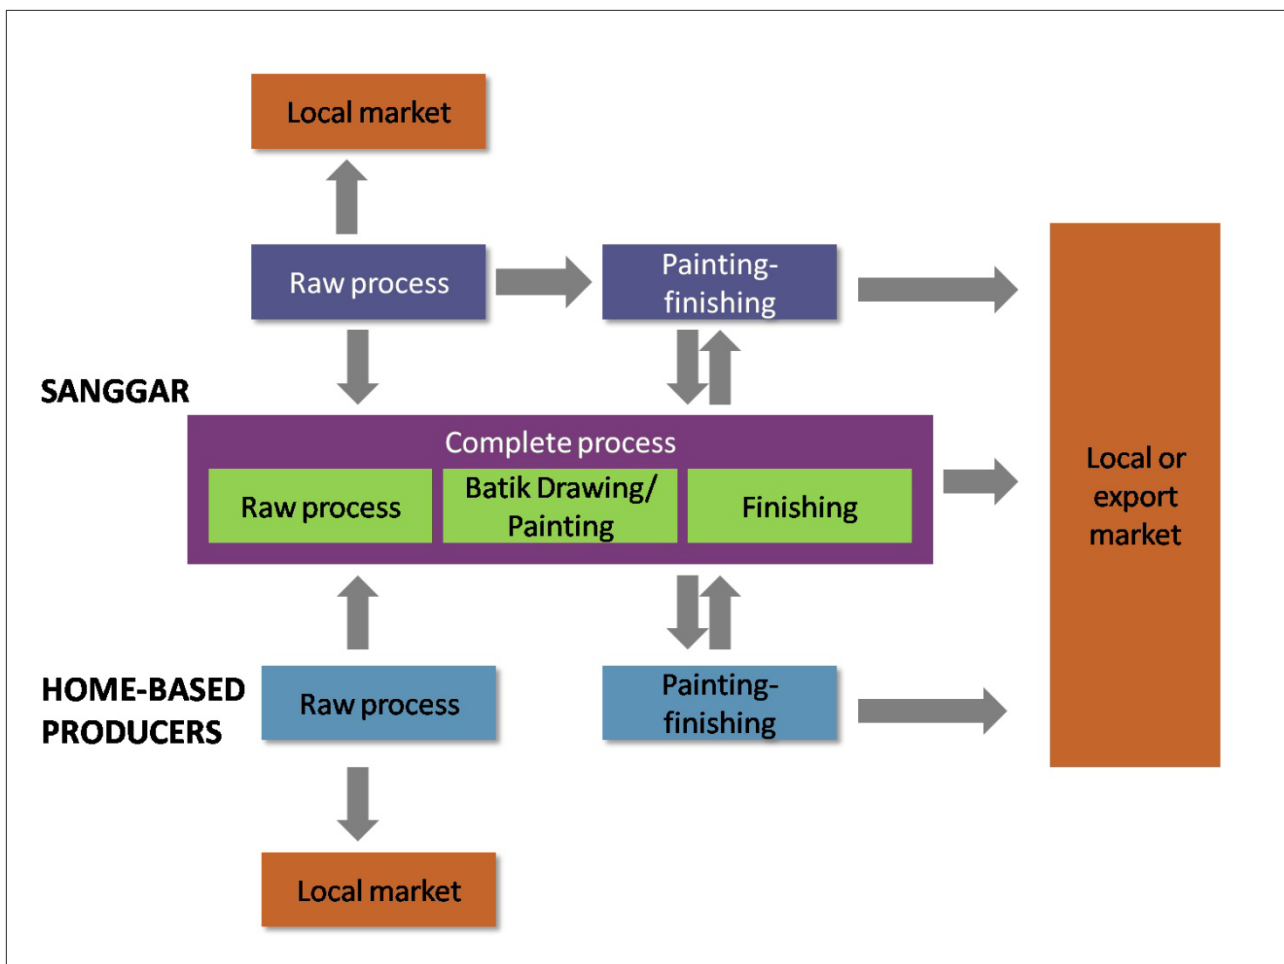 Local market
Raw process
Painting-
finishing
SANGGAR
Complete process
Raw process
Batik Drawing/
Painting
Finishing
Local or
export
market
HOME-BASED
PRODUCERS
Raw process
Painting-
finishing
Local market